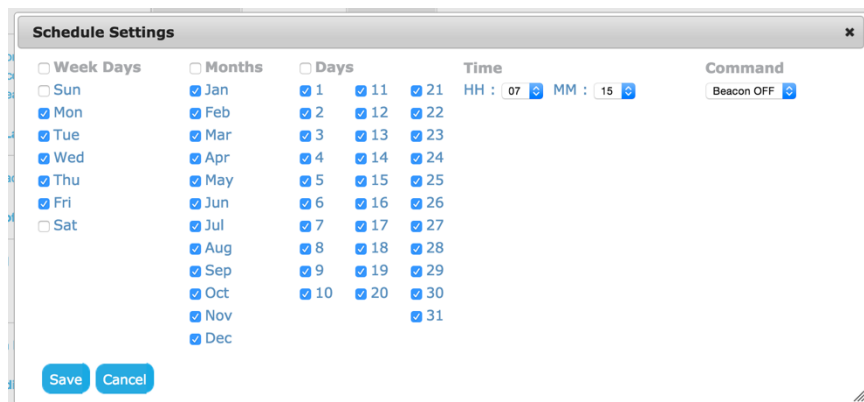 Schedule Settings
Week Days Months Days Time Command
Sun Jan 1 11 21 HH : 07 MM : 15 Beacon OFF
Mon Feb 2 12 22
Tue Mar 3 13 23
Wed Apr 4 14 24
Thu May 5 15 25
Fri Jun 6 16 26
Sat Jul 7 17 27
Aug 8 18 28
Sep 9 19 29
Oct 10 20 30
Nov 31
Dec
Save Cancel